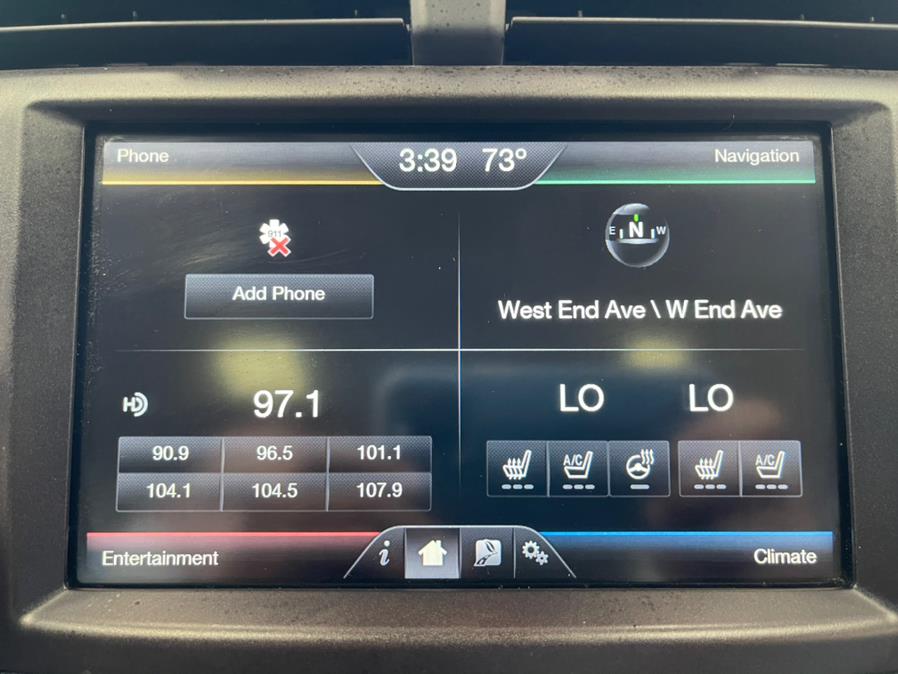 Phone 3:39 73° Navigation
911
E N W
Add Phone
West End Ave \ W End Ave
HD 97.1
LO LO
90.9 96.5 101.1
A/C A/C
104.1 104.5 107.9
Entertainment i Climate